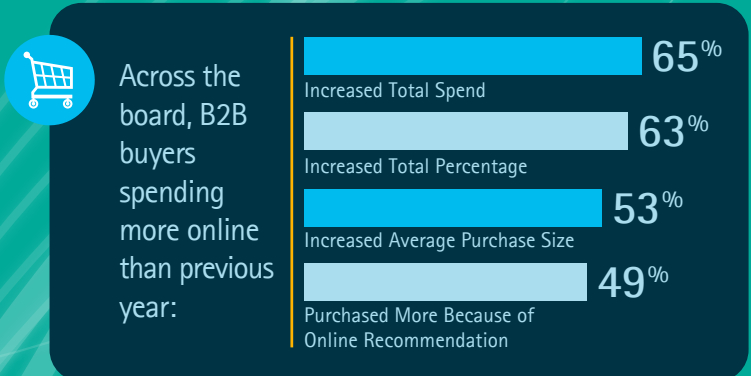 Across the
board, B2B
buyers
spending
more online
than previous
year:
65%
Increased Total Spend
63%
Increased Total Percentage
53%
Increased Average Purchase Size
49%
Purchased More Because of
Online Recommendation